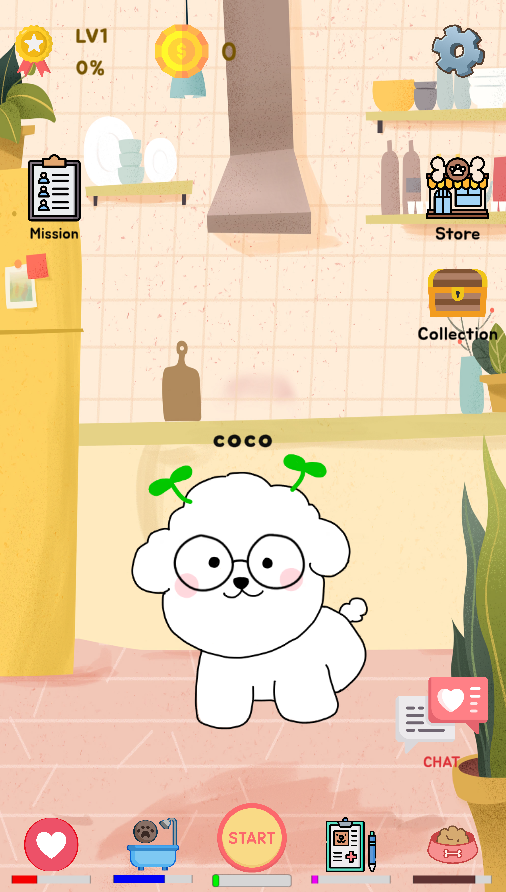 LV1
0%
0
Mission
Store
Collection
coco
CHAT
START